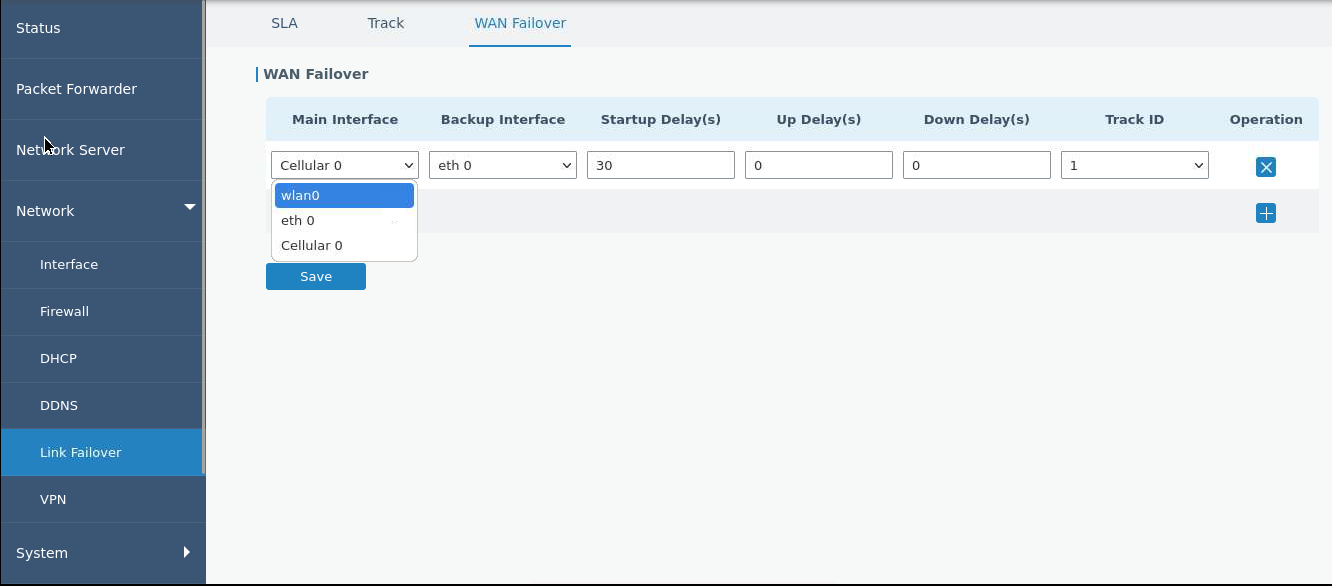 Status
Packet Forwarder
Network Server
Network
Interface
Firewall
DHCP
DDNS
Link Failover
VPN
System
SLA Track WAN Failover
WAN Failover
Main Interface Backup Interface Startup Delay(s) Up Delay(s) Down Delay(s) Track ID Operation
Cellular 0 eth 0 30 0 0 1
wlan0
eth 0
Cellular 0
Save